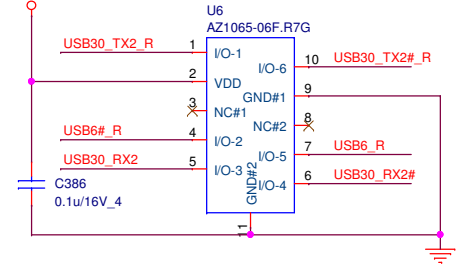 U6
AZ1065-06F.R7G
USB30_TX2_R
1
I/O-1
I/O-6
10
USB30_TX2#_R
2
VDD
GND#1
9
3
NC#1
NC#2
8
USB6#_R
4
I/O-2
I/O-5
7
USB6_R
USB30_RX2
5
I/O-3
I/O-4
6
USB30_RX2#
GND#2
11
C386
0.1u/16V_4